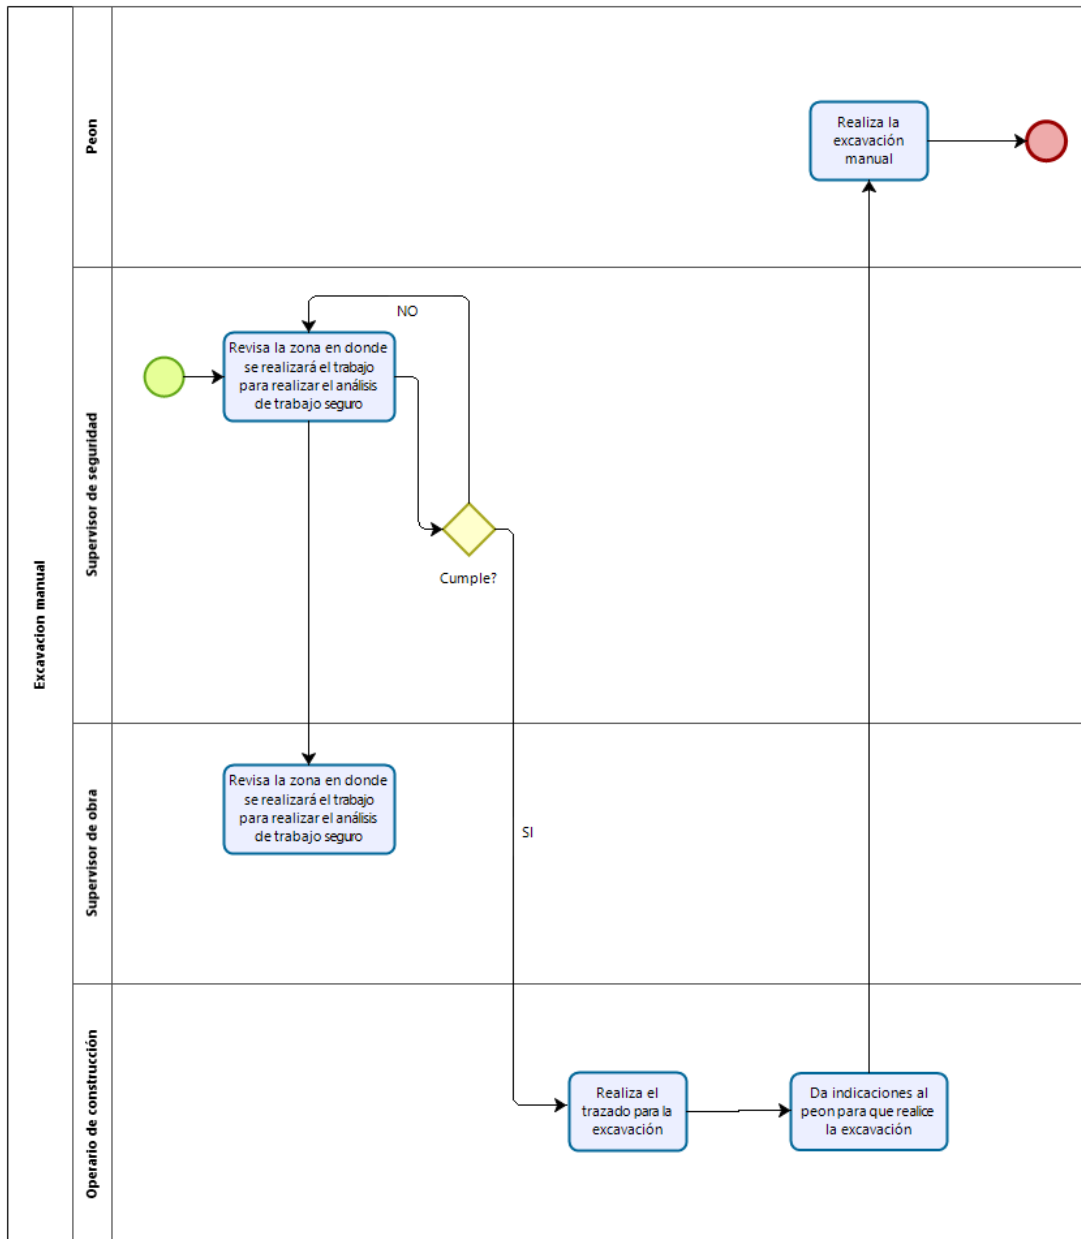 Excavacion manual
Peon
Realiza la
excavación
manual
Supervisor de seguridad
NO
Revisa la zona en donde
se realizará el trabajo
para realizar el análisis
de trabajo seguro
Cumple?
Supervisor de obra
Revisa la zona en donde
se realizará el trabajo
para realizar el análisis
de trabajo seguro
SI
Operario de construcción
Realiza el
trazado para la
excavación
Da indicaciones al
peon para que realice
la excavación